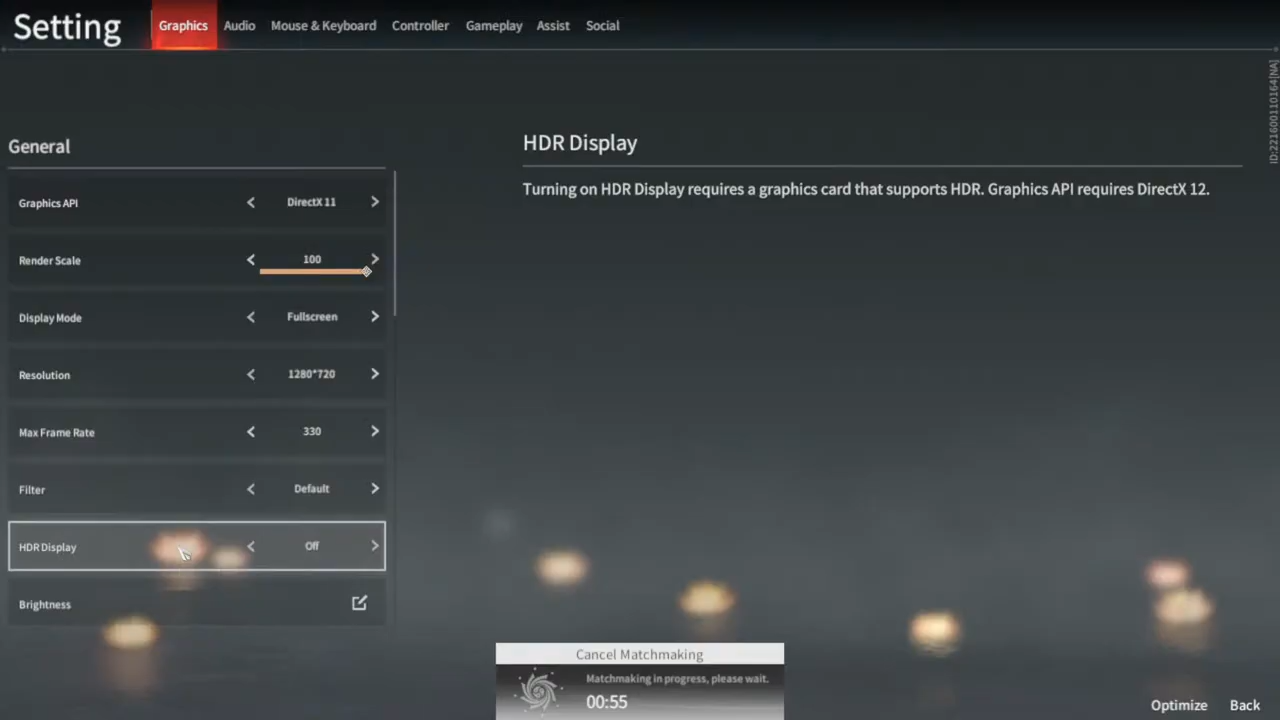 Setting
Graphics
Audio
Mouse & Keyboard
Controller
Gameplay
Assist
Social
ID:221600110164[NA]
General
Graphics API
DirectX 11
Render Scale
100
Display Mode
Fullscreen
Resolution
1280*720
Max Frame Rate
330
Filter
Default
HDR Display
Off
Brightness
HDR Display
Turning on HDR Display requires a graphics card that supports HDR. Graphics API requires DirectX 12.
Cancel Matchmaking
Matchmaking in progress, please wait.
00:55
Optimize
Back